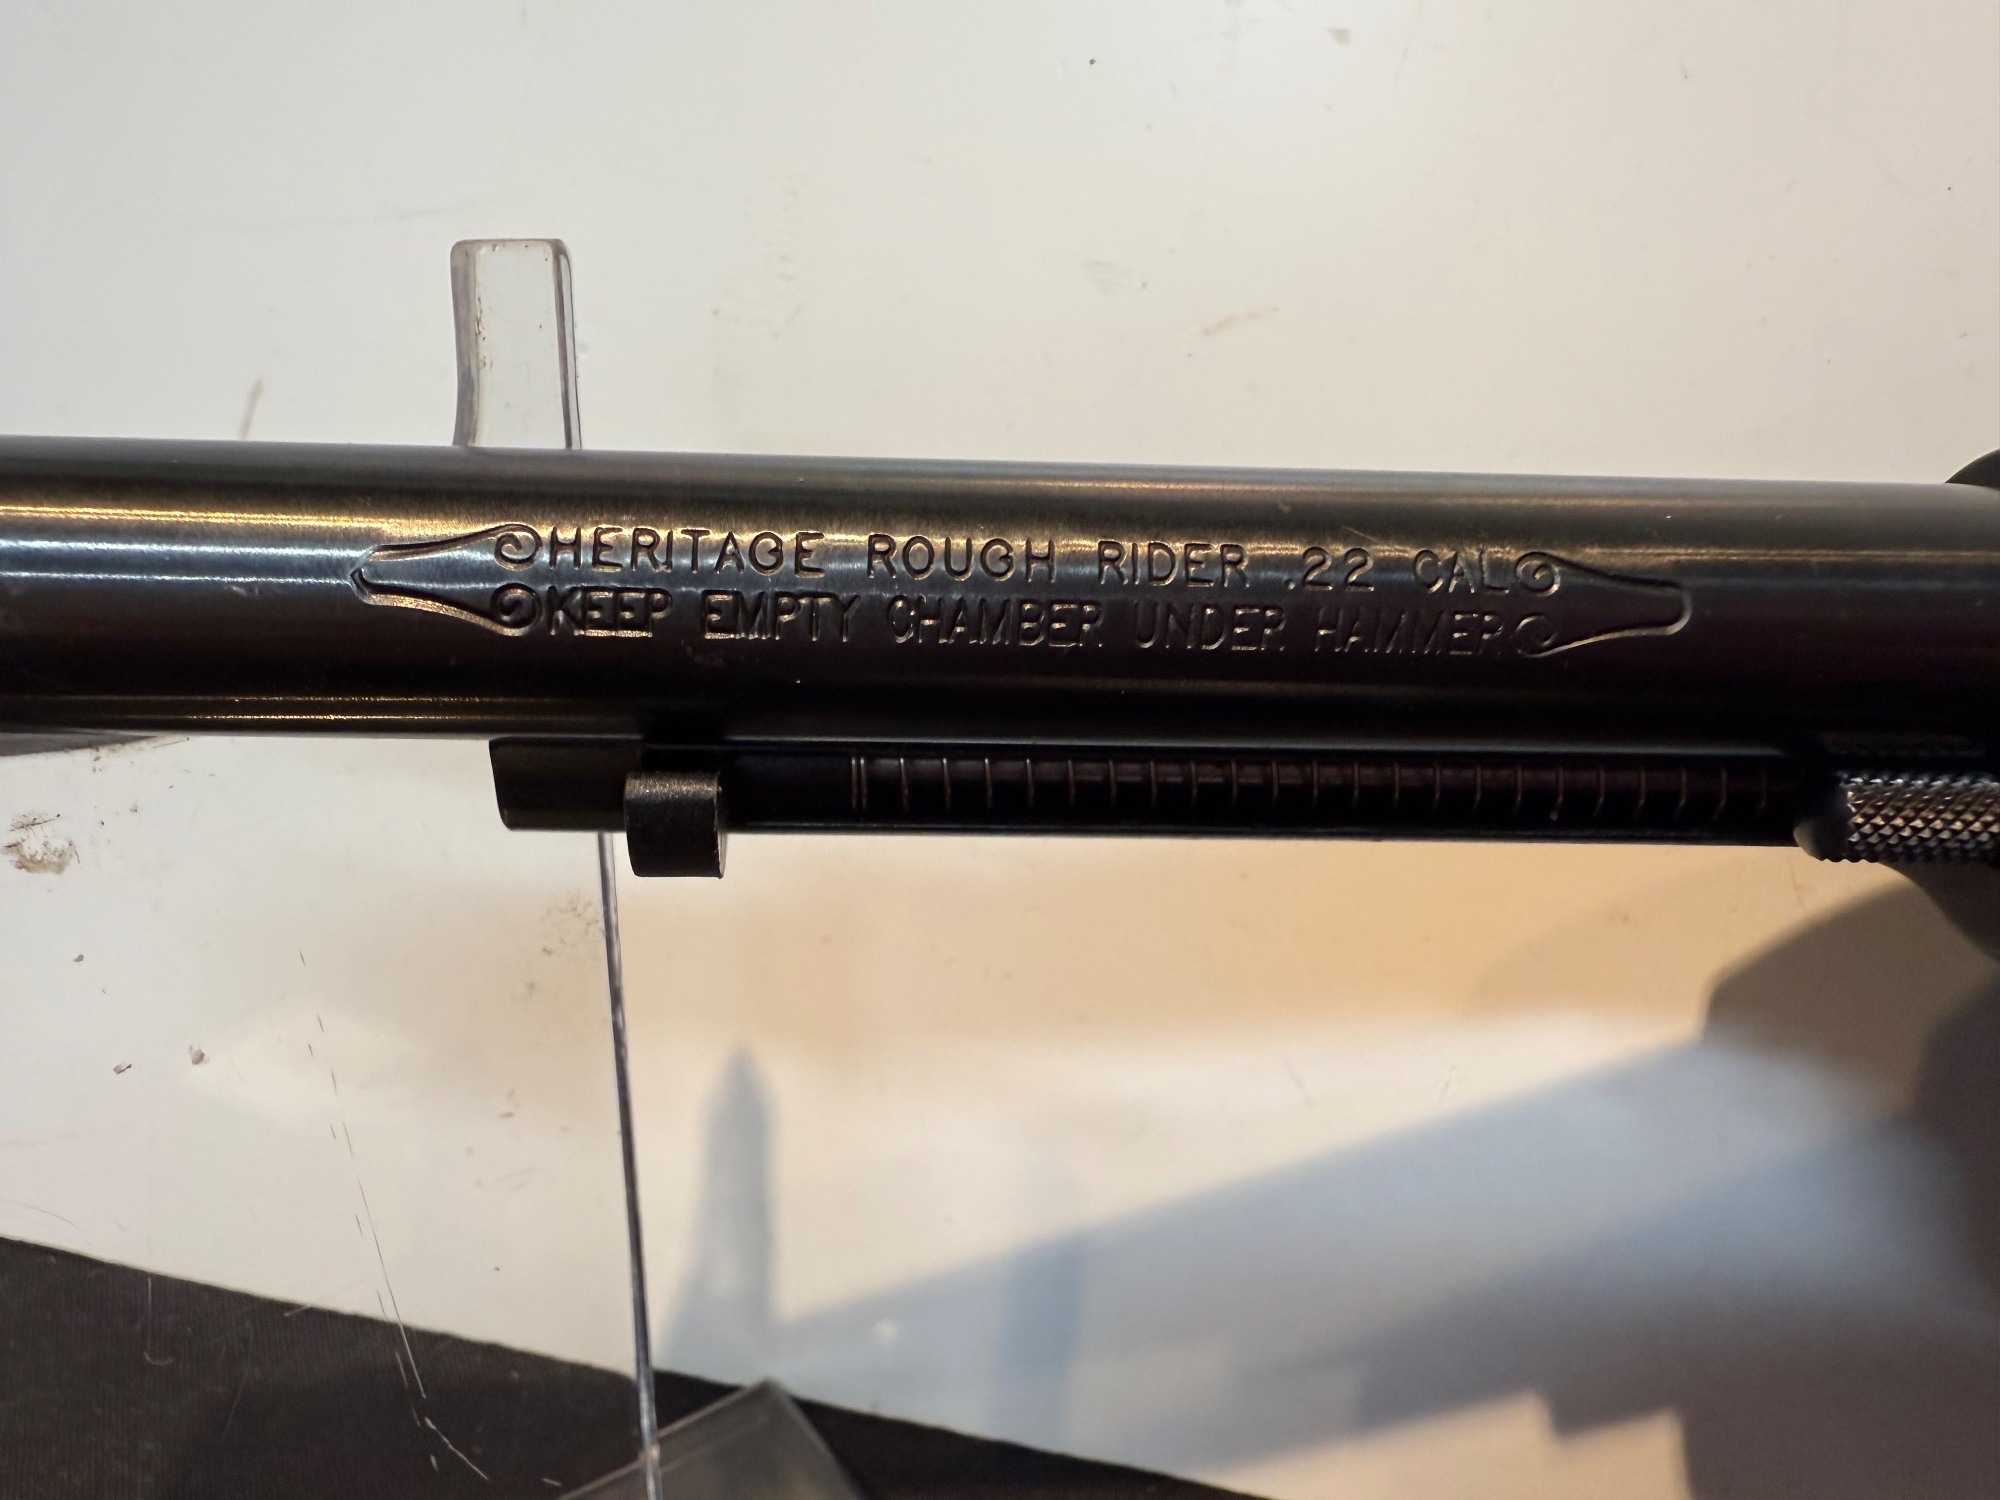 HERITAGE ROUGH RIDER .22 CAL
KEEP EMPTY CHAMBER UNDER HAMMER